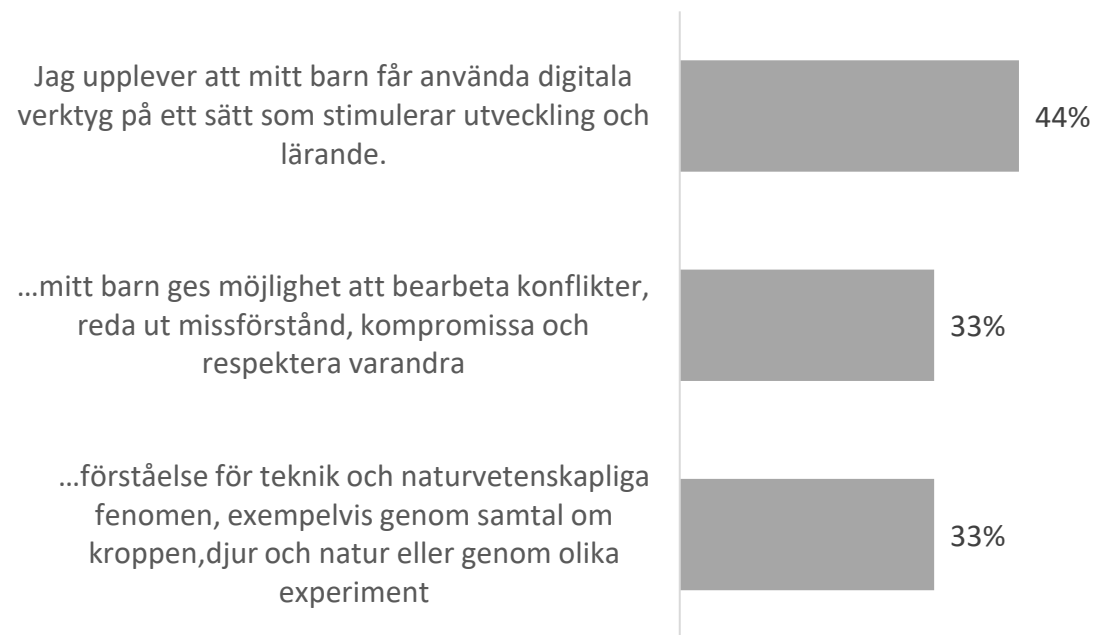 Jag upplever att mitt barn får använda digitala
verktyg på ett sätt som stimulerar utveckling och
lärande.
44%
…mitt barn ges möjlighet att bearbeta konflikter,
reda ut missförstånd, kompromissa och
respektera varandra
33%
…förståelse för teknik och naturvetenskapliga
fenomen, exempelvis genom samtal om
kroppen,djur och natur eller genom olika
experiment
33%